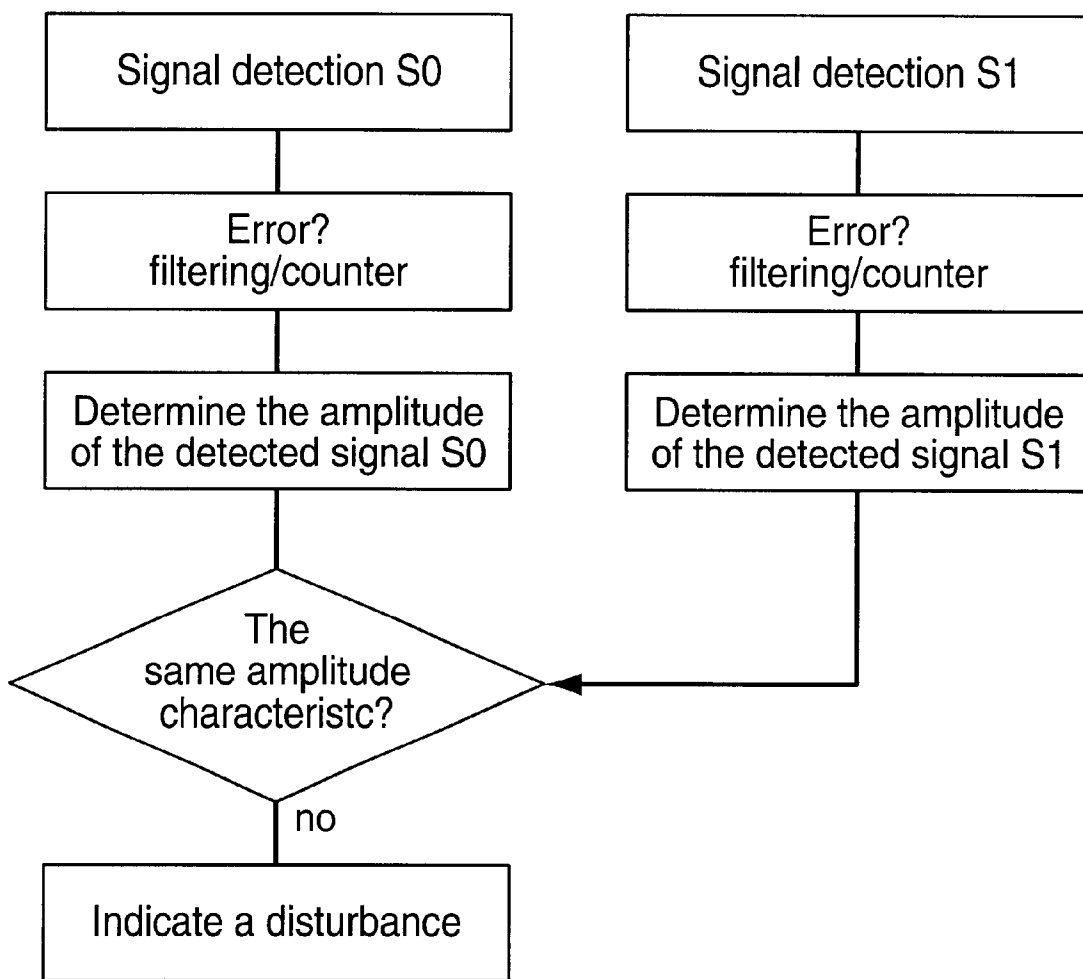 Signal detection S0
Error?
filtering/counter
Determine the amplitude
of the detected signal S0
Signal detection S1
Error?
filtering/counter
Determine the amplitude
of the detected signal S1
The
same amplitude
characteristc?
no
Indicate a disturbance